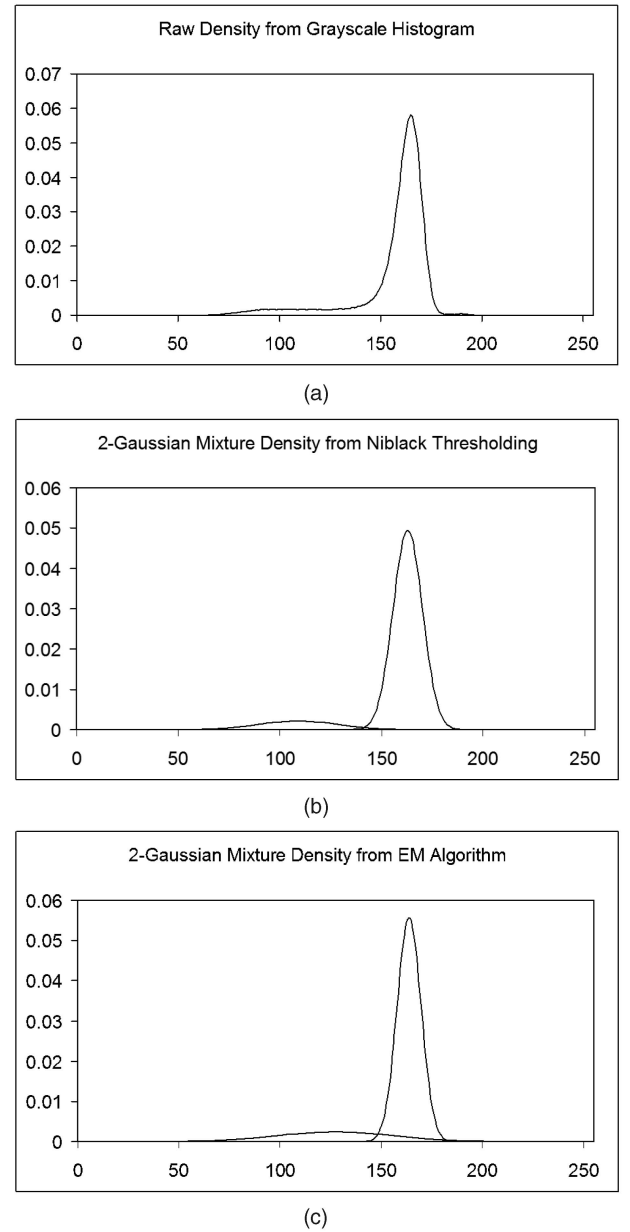 Raw Density from Grayscale Histogram
0.07
0.06
0.05
0.04
0.03
0.02
0.01
0
0 50 100 150 200 250
(a)
2-Gaussian Mixture Density from Niblack Thresholding
0.06
0.05
0.04
0.03
0.02
0.01
0
0 50 100 150 200 250
(b)
2-Gaussian Mixture Density from EM Algorithm
0.06
0.05
0.04
0.03
0.02
0.01
0
0 50 100 150 200 250
(c)